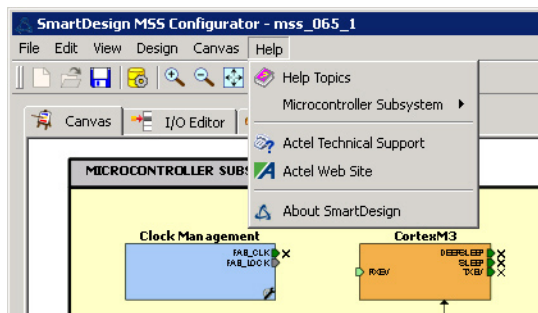 SmartDesign MSS Configurator - mss_065_1
File Edit View Design Canvas Help
Help Topics
Microcontroller Subsystem
Canvas I/O Editor
Actel Technical Support
Actel Web Site
MICROCONTROLLER SUBS
About SmartDesign
Clock Management CortexM3
FAB_CLK
FAB_LOCK
DEEPSLEEP
SLEEP
RXEV TXEV